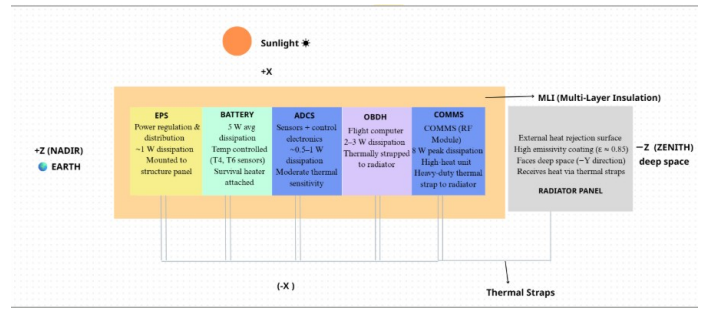 Sunlight ☀
+X
MLI (Multi-Layer Insulation)
+Z (NADIR)
🌍 EARTH
EPS
Power regulation &
distribution
~1 W dissipation
Mounted to
structure panel
BATTERY
5 W avg
dissipation
Temp controlled
(T4, T6 sensors)
Survival heater
attached
ADCS
Sensors + control
electronics
~0.5–1 W
dissipation
Moderate thermal
sensitivity
OBDH
Flight computer
2–3 W dissipation
Thermally strapped
to radiator
COMMS
COMMS (RF
Module)
8 W peak dissipation
High-heat unit
Heavy-duty thermal
strap to radiator
External heat rejection surface
High emissivity coating (ε ≈ 0.85)
Faces deep space (−Y direction)
Receives heat via thermal straps
RADIATOR PANEL
−Z (ZENITH)
deep space
(-X )
Thermal Straps